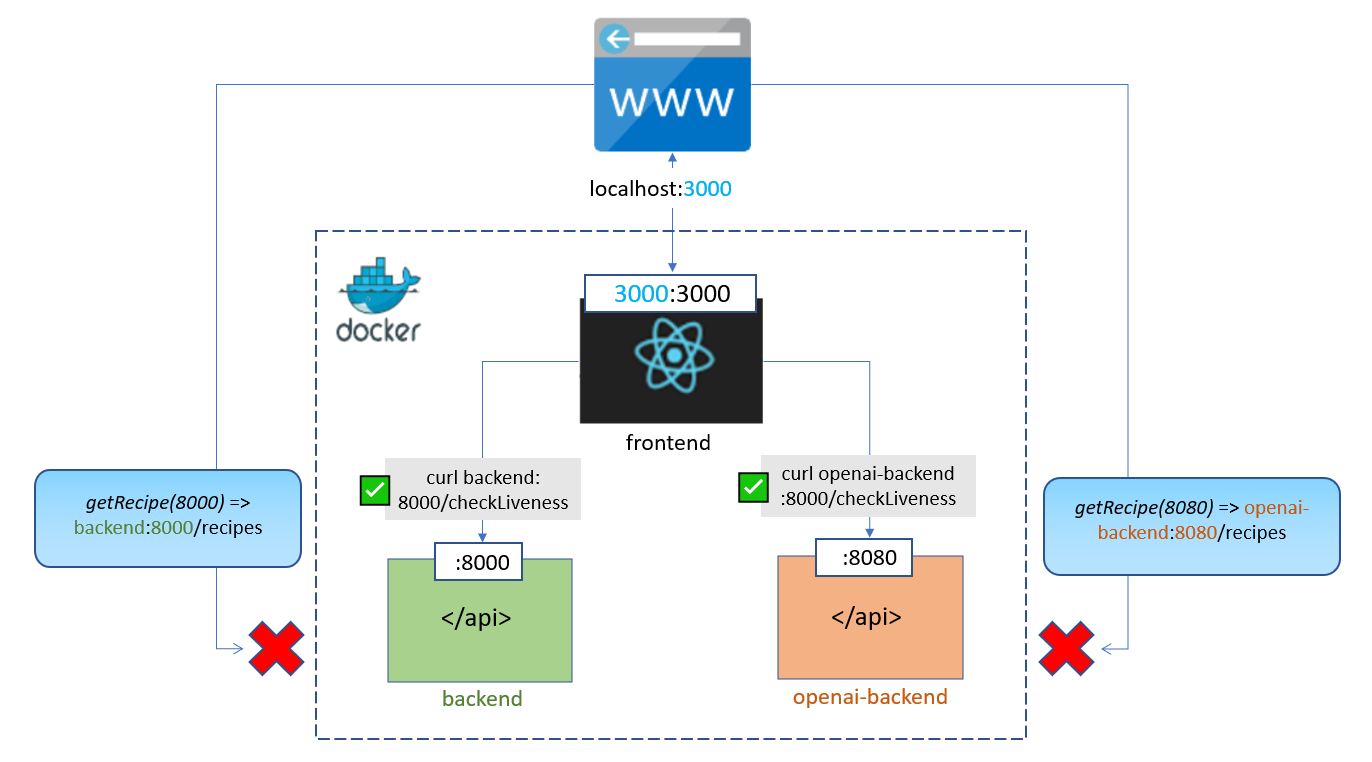 WWW
localhost:3000
docker
3000:3000
frontend
curl backend:
8000/checkLiveness
curl openai-backend
:8000/checkLiveness
getRecipe(8000) =>
backend:8000/recipes
getRecipe(8080) => openai-
backend:8080/recipes
:8000
:8080
</api>
</api>
backend
openai-backend